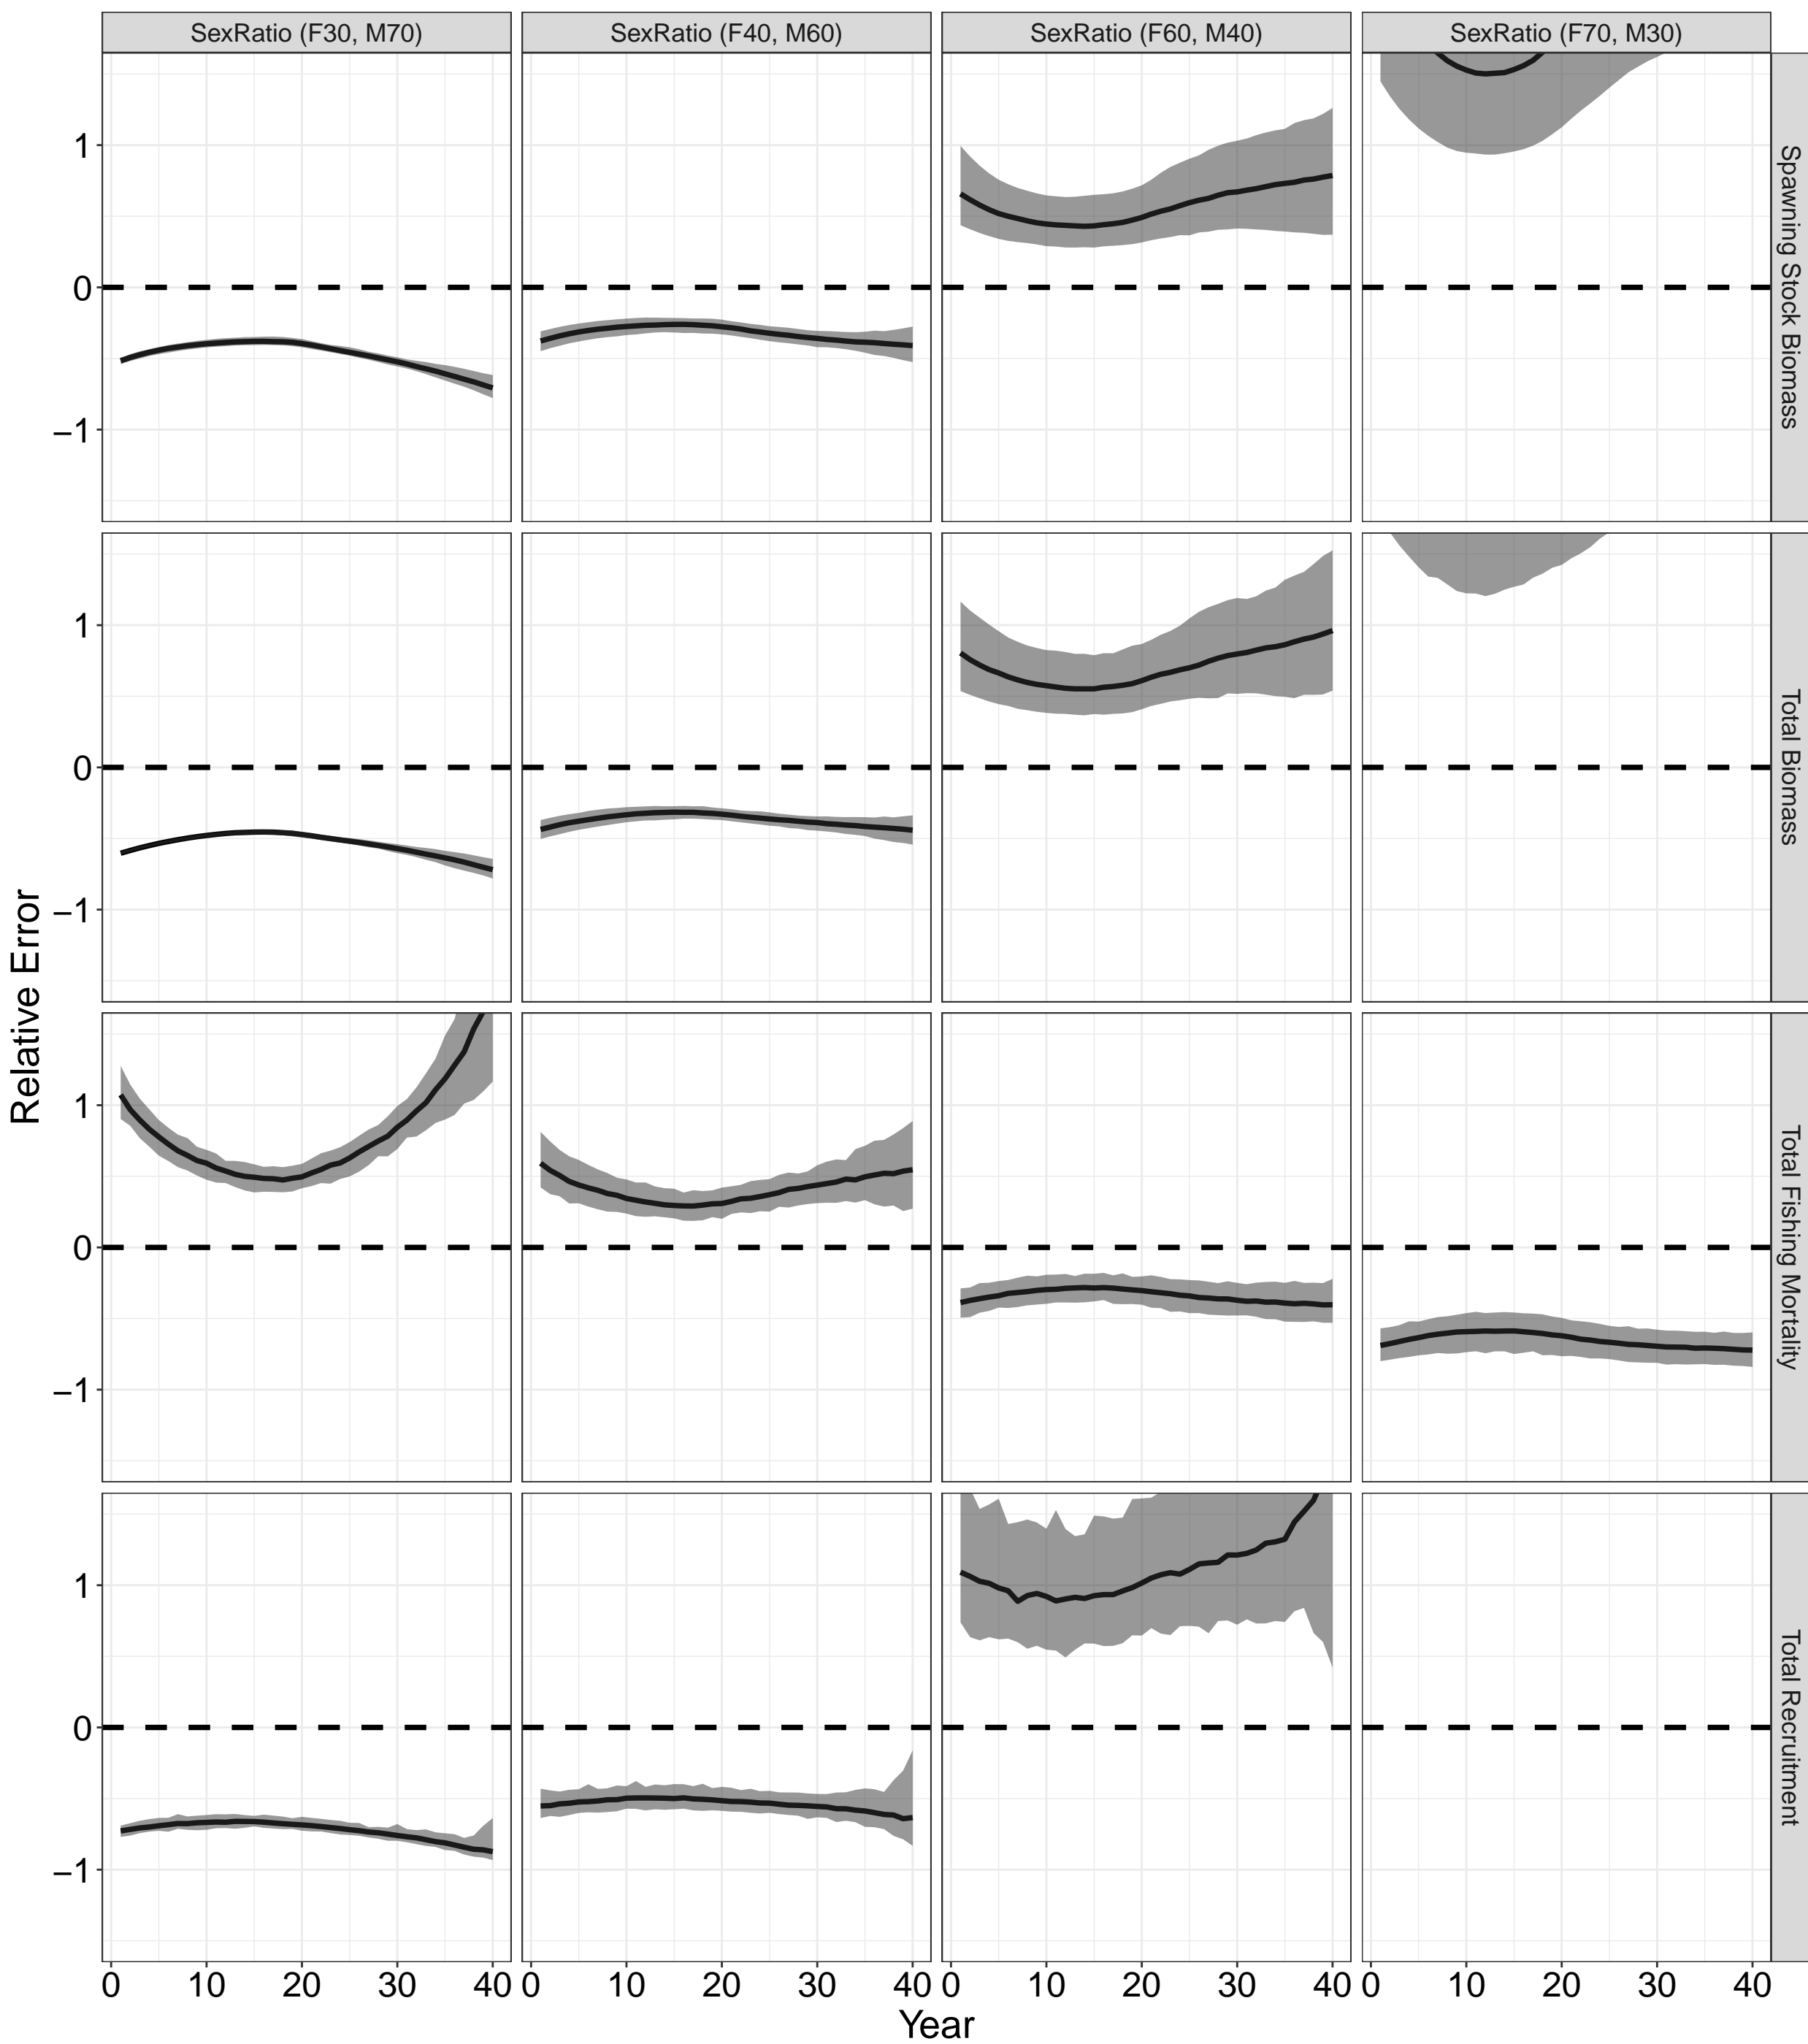 SexRatio (F30, M70)
SexRatio (F40, M60)
SexRatio (F60, M40)
SexRatio (F70, M30)
1
0
−1
Spawning Stock Biomass
1
0
−1
Total Biomass
Relative Error
1
0
−1
Total Fishing Mortality
1
0
−1
Total Recruitment
0 10 20 30 40
0 10 20 30 40
0 10 20 30 40
0 10 20 30 40
Year